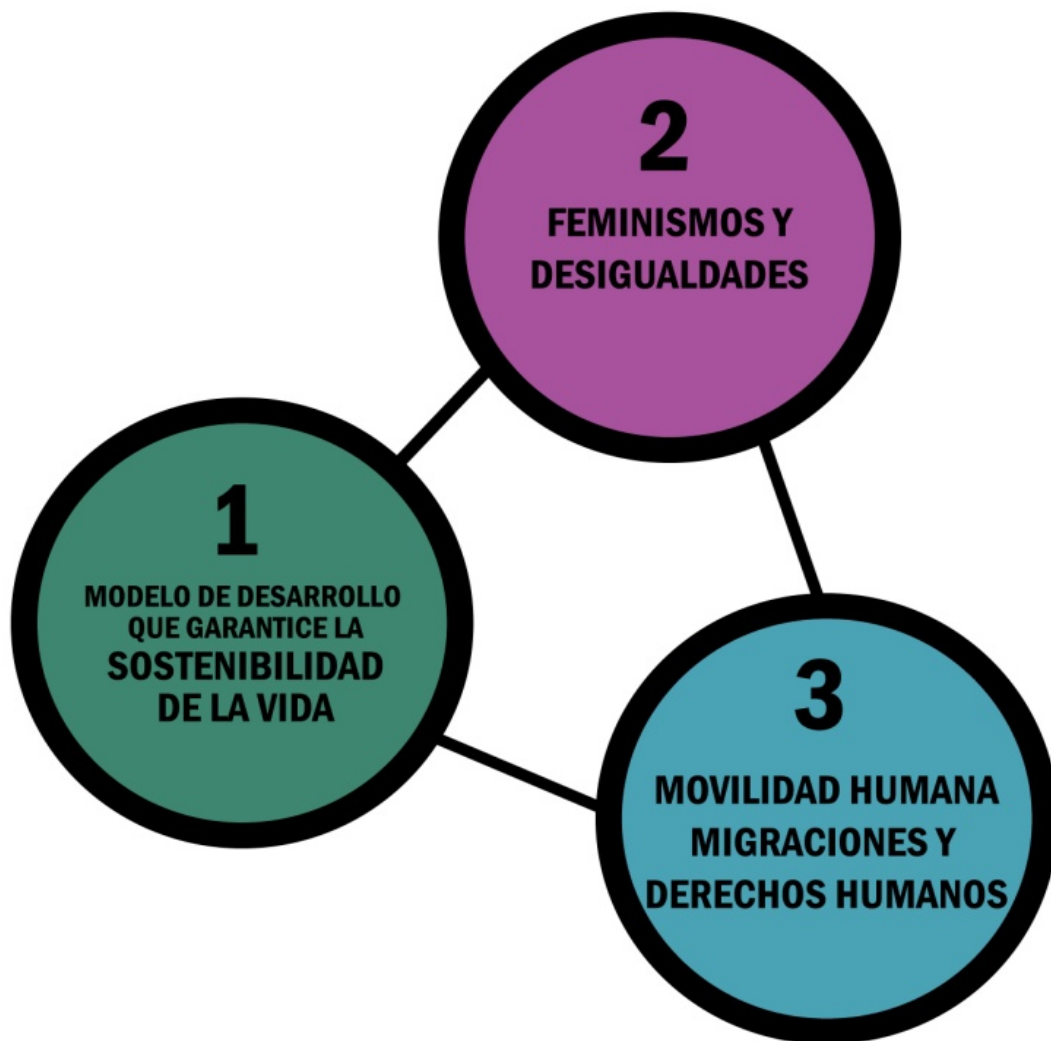 1
MODELO DE DESARROLLO
QUE GARANTICE LA
SOSTENIBILIDAD
DE LA VIDA
2
FEMINISMOS Y
DESIGUALDADES
3
MOVILIDAD HUMANA
MIGRACIONES Y
DERECHOS HUMANOS